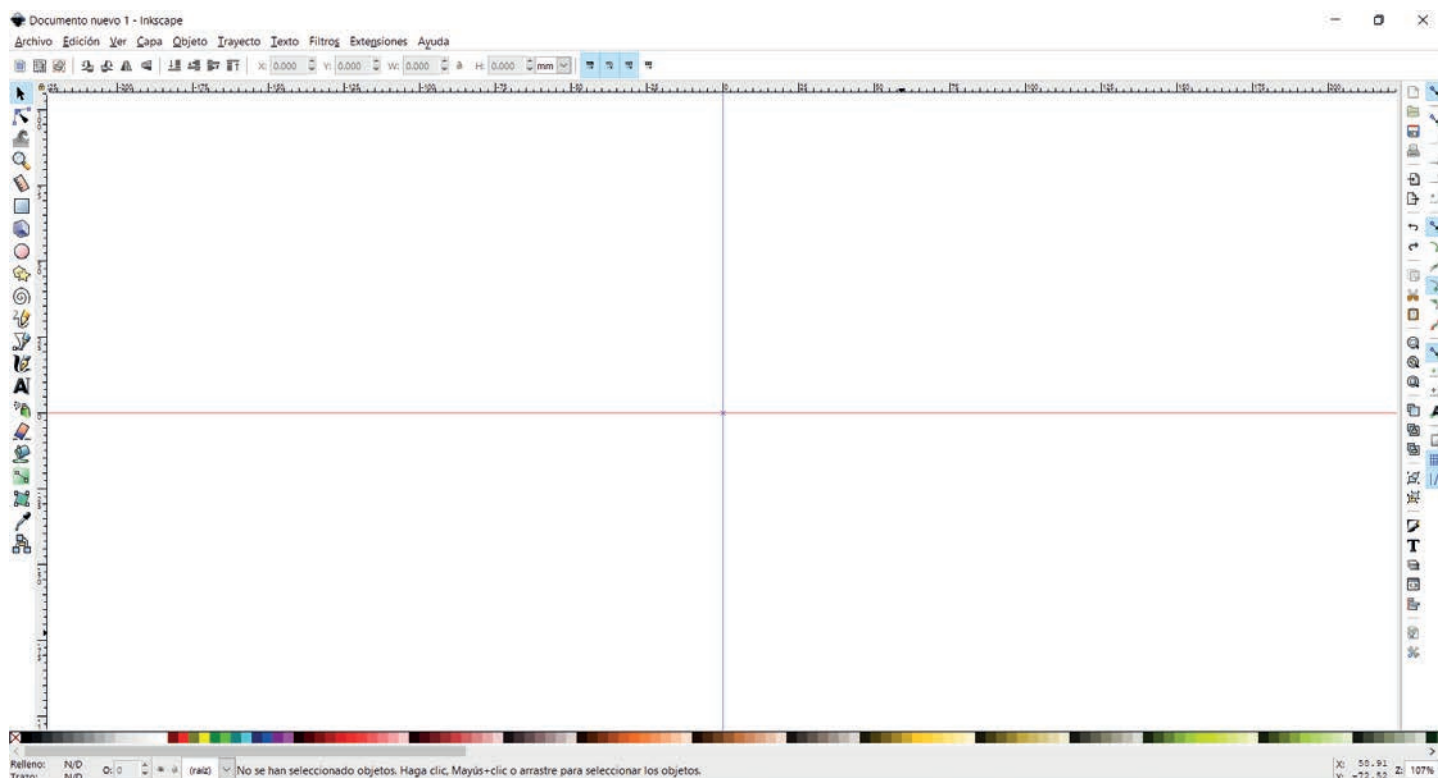 Documento nuevo 1 - Inkscape
Archivo Edición Ver Capa Objeto Trayecto Texto Filtros Extensiones Ayuda
X: 0.000 Y: 0.000 W: 0.000 H: 0.000 mm
Relleno: N/D O: 0 (raíz) No se han seleccionado objetos. Haga clic, Mayús+clic o arrastre para seleccionar los objetos. X: 58.91 Z: 107%
Trazo: N/D Y: -72.52